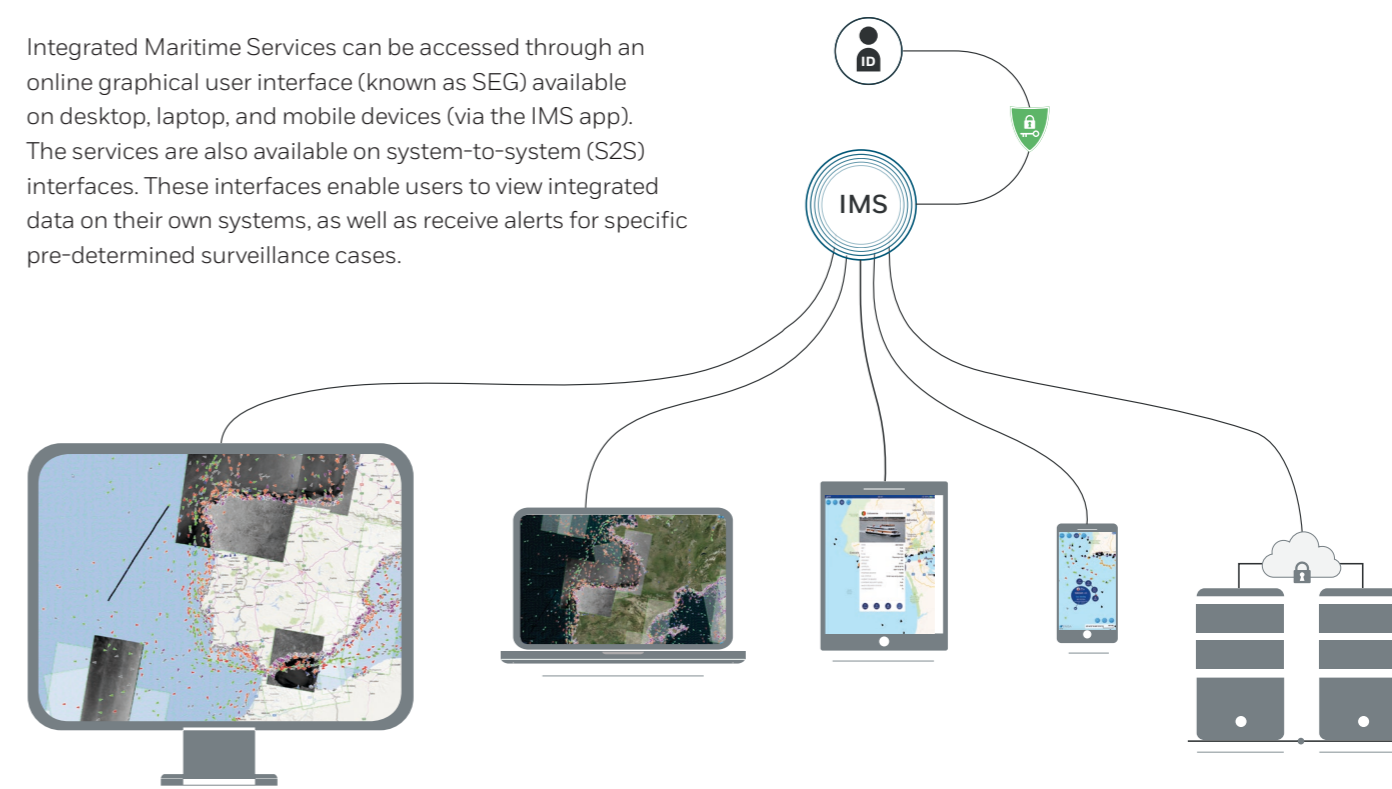 Integrated Maritime Services can be accessed through an
online graphical user interface (known as SEG) available
on desktop, laptop, and mobile devices (via the IMS app).
The services are also available on system-to-system (S2S)
interfaces. These interfaces enable users to view integrated
data on their own systems, as well as receive alerts for specific
pre-determined surveillance cases.
ID
IMS